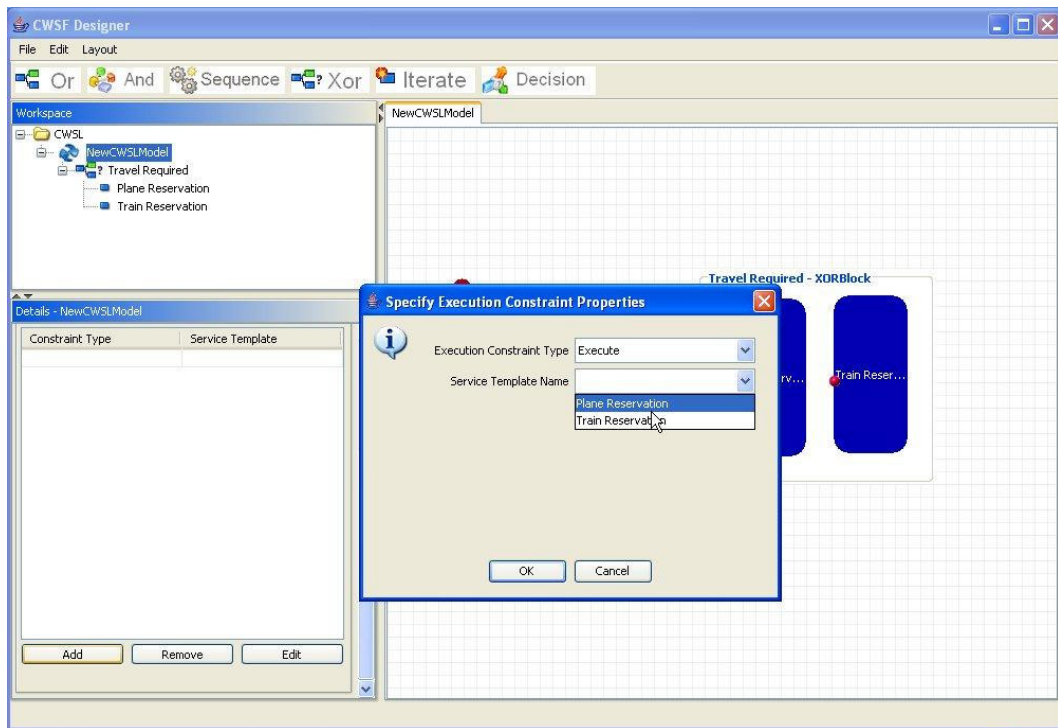 CWSF Designer
File Edit Layout
Or And Sequence Xor Iterate Decision
Workspace
NewCWSLModel
CWSL
NewCWSLModel
Travel Required
Plane Reservation
Train Reservation
Travel Required - XORBlock
rv...
Train Reser...
Details - NewCWSLModel
Constraint Type Service Template
Add Remove Edit
Specify Execution Constraint Properties
Execution Constraint Type Execute
Service Template Name
Plane Reservation
Train Reservation
OK Cancel